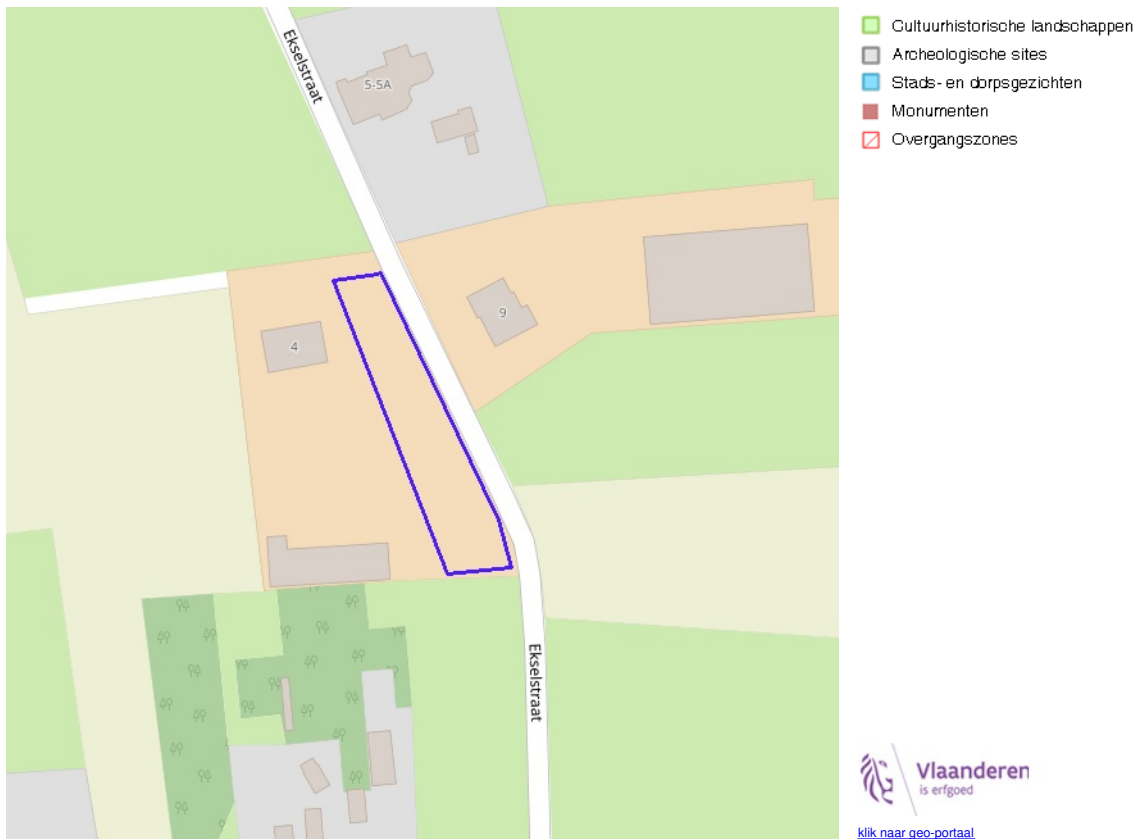 Ekselstraat
5-5A
9
4
Ekselstraat
Cultuurhistorische landschappen
Archeologische sites
Stads- en dorpsgezichten
Monumenten
Overgangszones
Vlaanderen
is erfgoed
klik naar geo-portaal